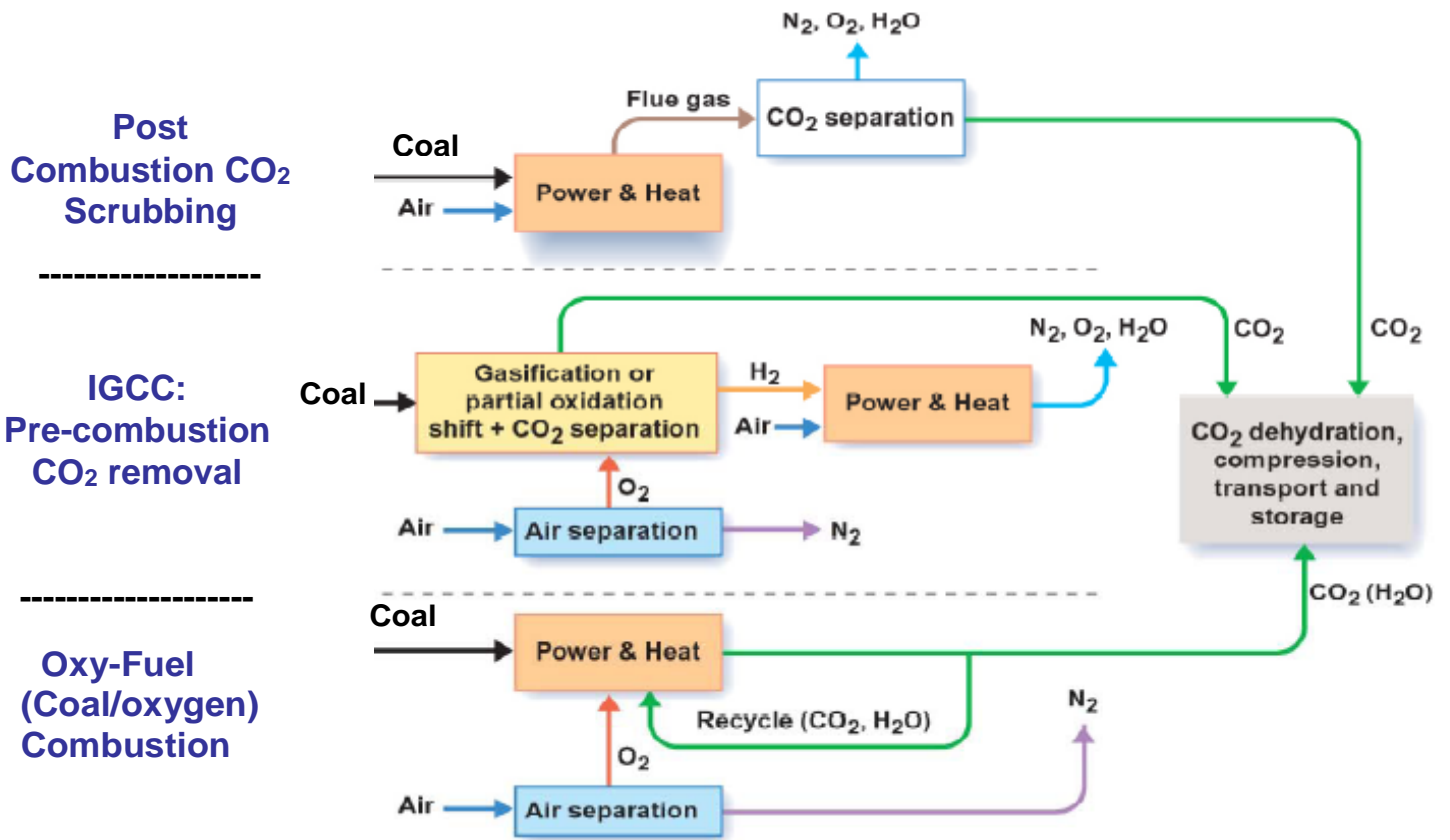 N₂, O₂, H₂O
Flue gas
CO₂ separation
Post
Combustion CO₂
Scrubbing
Coal
Air
Power & Heat
-------------------
CO₂
CO₂
N₂, O₂, H₂O
IGCC:
Pre-combustion
CO₂ removal
Coal
Gasification or
partial oxidation
shift + CO₂ separation
H₂
Air
Power & Heat
CO₂ dehydration,
compression,
transport and
storage
O₂
Air
Air separation
N₂
--------------------
CO₂ (H₂O)
Oxy-Fuel
(Coal/oxygen)
Combustion
Coal
Power & Heat
Recycle (CO₂, H₂O)
N₂
O₂
Air
Air separation